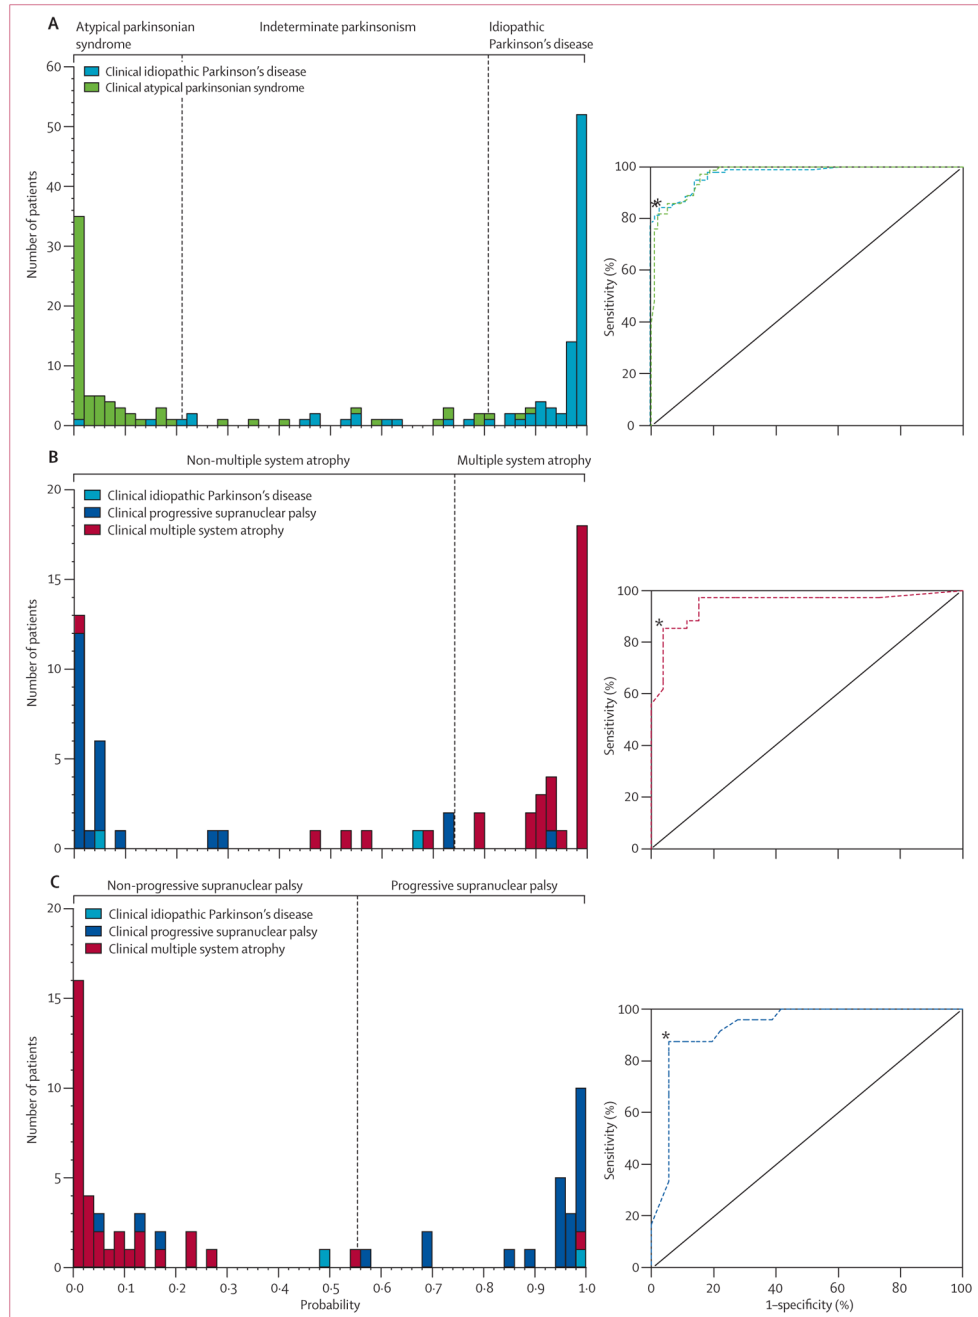 A
Atypical parkinsonian
syndrome
Indeterminate parkinsonism
Idiopathic
Parkinson's disease
Clinical idiopathic Parkinson's disease
Clinical atypical parkinsonian syndrome
Number of patients
60
50
40
30
20
10
0
Sensitivity (%)
100
80
60
40
20
0
*
B
Non-multiple system atrophy
Multiple system atrophy
Clinical idiopathic Parkinson's disease
Clinical progressive supranuclear palsy
Clinical multiple system atrophy
Number of patients
20
15
10
5
0
Sensitivity (%)
100
80
60
40
20
0
*
C
Non-progressive supranuclear palsy
Progressive supranuclear palsy
Clinical idiopathic Parkinson's disease
Clinical progressive supranuclear palsy
Clinical multiple system atrophy
Number of patients
20
15
10
5
0
0·0 0·1 0·2 0·3 0·4 0·5 0·6 0·7 0·8 0·9 1·0
Probability
Sensitivity (%)
100
80
60
40
20
0
*
0 20 40 60 80 100
1–specificity (%)